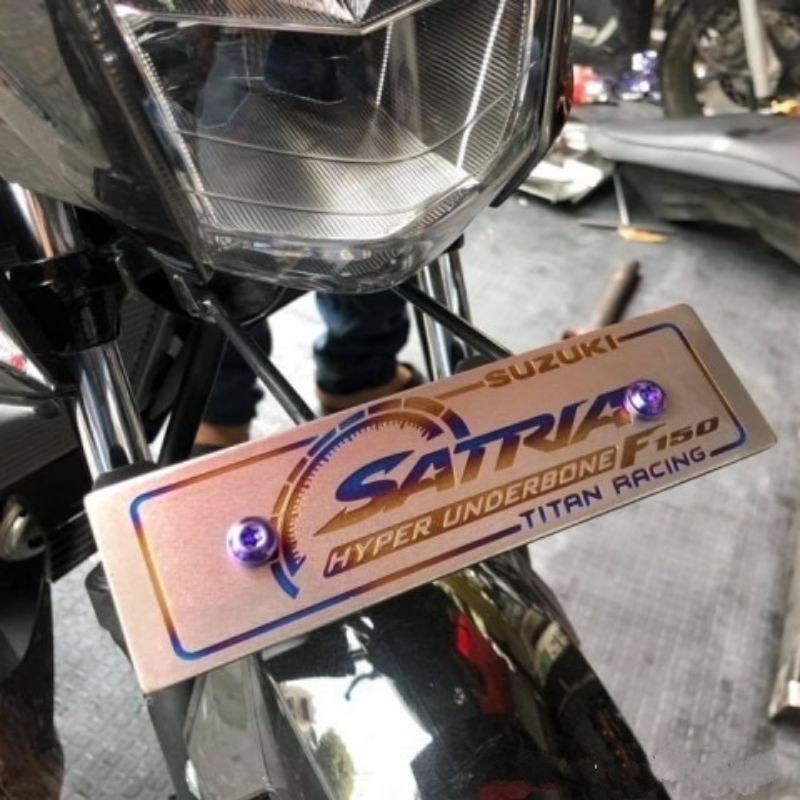 SUZUKI
SATRIA
HYPER UNDERBONE F150
TITAN RACING